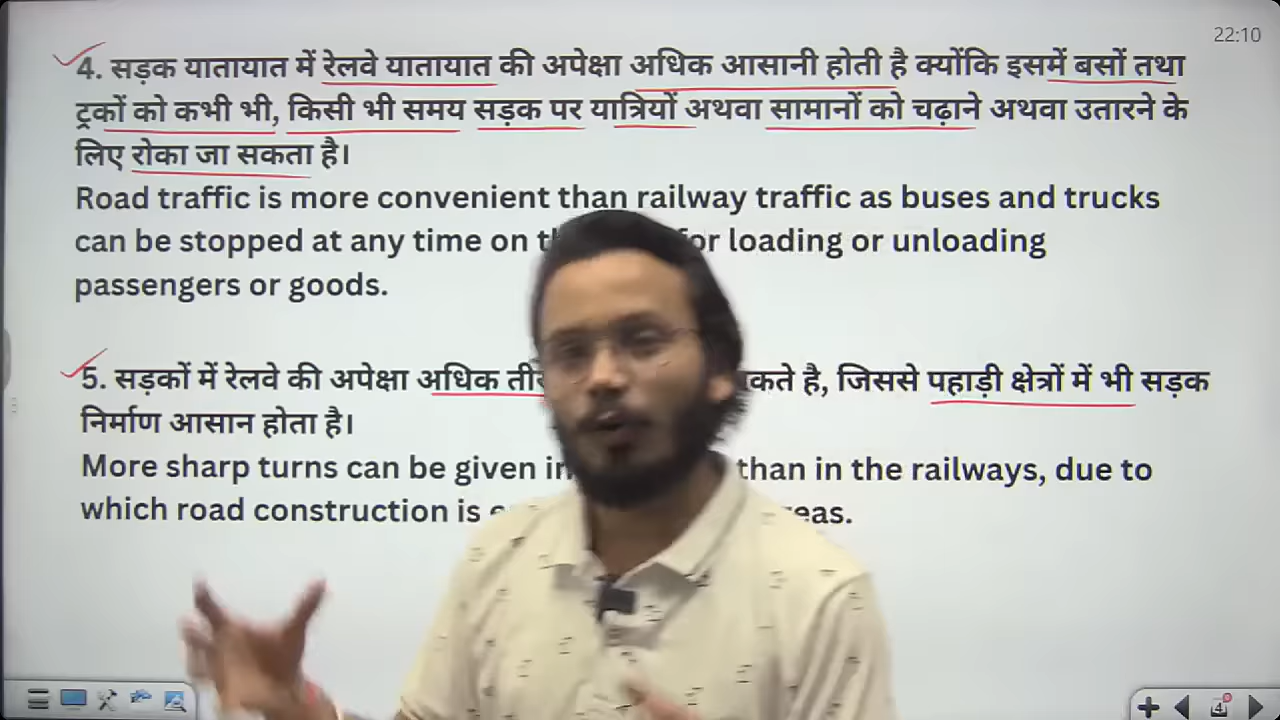 22:10
4. सड़क यातायात में रेलवे यातायात की अपेक्षा अधिक आसानी होती है क्योंकि इसमें बसों तथा
ट्रकों को कभी भी, किसी भी समय सड़क पर यात्रियों अथवा सामानों को चढ़ाने अथवा उतारने के
लिए रोका जा सकता है।
Road traffic is more convenient than railway traffic as buses and trucks
can be stopped at any time on for loading or unloading
passengers or goods.
5. सड़कों में रेलवे की अपेक्षा अधिक है, जिससे पहाड़ी क्षेत्रों में भी सड़क
निर्माण आसान होता है।
More sharp turns can be given in than in the railways, due to
which road construction is
4